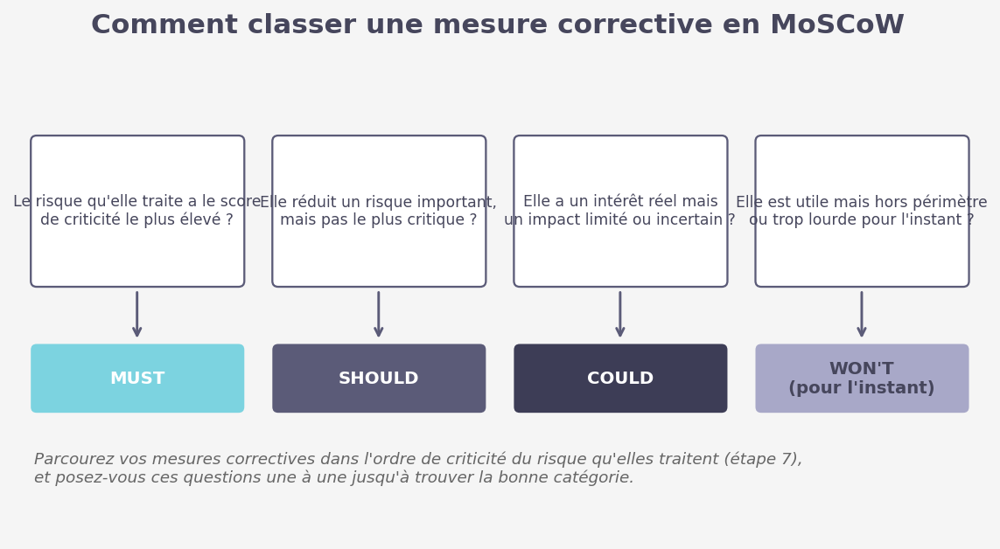 Comment classer une mesure corrective en MoSCoW
Le risque qu'elle traite a le score
de criticité le plus élevé ?
Elle réduit un risque important,
mais pas le plus critique ?
Elle a un intérêt réel mais
un impact limité ou incertain ?
Elle est utile mais hors périmètre
ou trop lourde pour l'instant ?
MUST
SHOULD
COULD
WON'T
(pour l'instant)
Parcourez vos mesures correctives dans l'ordre de criticité du risque qu'elles traitent (étape 7),
et posez-vous ces questions une à une jusqu'à trouver la bonne catégorie.